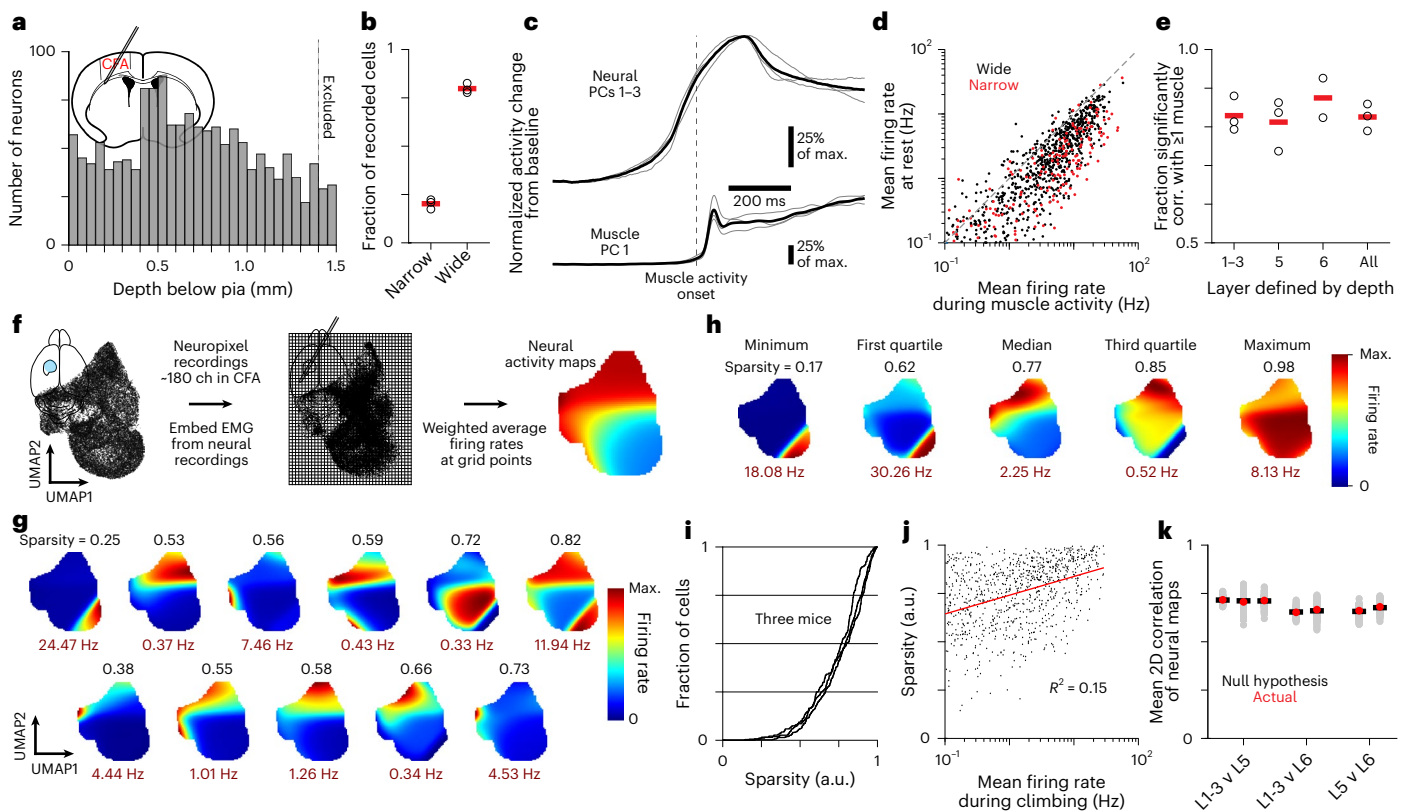 a
100
Number of neurons
0
CFA
Excluded
0
0.5
1.0
1.5
Depth below pia (mm)
b
1
Fraction of recorded cells
0
Narrow
Wide
c
Normalized activity change
from baseline
Neural
PCs 1–3
25%
of max.
200 ms
Muscle
PC 1
25%
of max.
Muscle activity
onset
d
10²
Mean firing rate
at rest (Hz)
Wide
Narrow
10⁻¹
10⁻¹
10²
Mean firing rate
during muscle activity (Hz)
e
1.0
Fraction significantly
corr. with ≥1 muscle
0.5
1–3
5
6
All
Layer defined by depth
f
Neuropixel
recordings
~180 ch in CFA
Embed EMG
from neural
recordings
UMAP2
UMAP1
Neural
activity maps
Weighted average
firing rates
at grid points
h
Minimum
First quartile
Median
Third quartile
Maximum
Sparsity = 0.17
0.62
0.77
0.85
0.98
18.08 Hz
30.26 Hz
2.25 Hz
0.52 Hz
8.13 Hz
Max.
Firing rate
0
g
Sparsity = 0.25
0.53
0.56
0.59
0.72
0.82
24.47 Hz
0.37 Hz
7.46 Hz
0.43 Hz
0.33 Hz
11.94 Hz
0.38
0.55
0.58
0.66
0.73
4.44 Hz
1.01 Hz
1.26 Hz
0.34 Hz
4.53 Hz
UMAP2
UMAP1
Max.
Firing rate
0
i
1
Fraction of cells
Three mice
0
0
1
Sparsity (a.u.)
j
1
Sparsity (a.u.)
R² = 0.15
0
10⁻¹
10²
Mean firing rate
during climbing (Hz)
k
1
Mean 2D correlation
of neural maps
Null hypothesis
Actual
0
L1-3 v L5
L1-3 v L6
L5 v L6